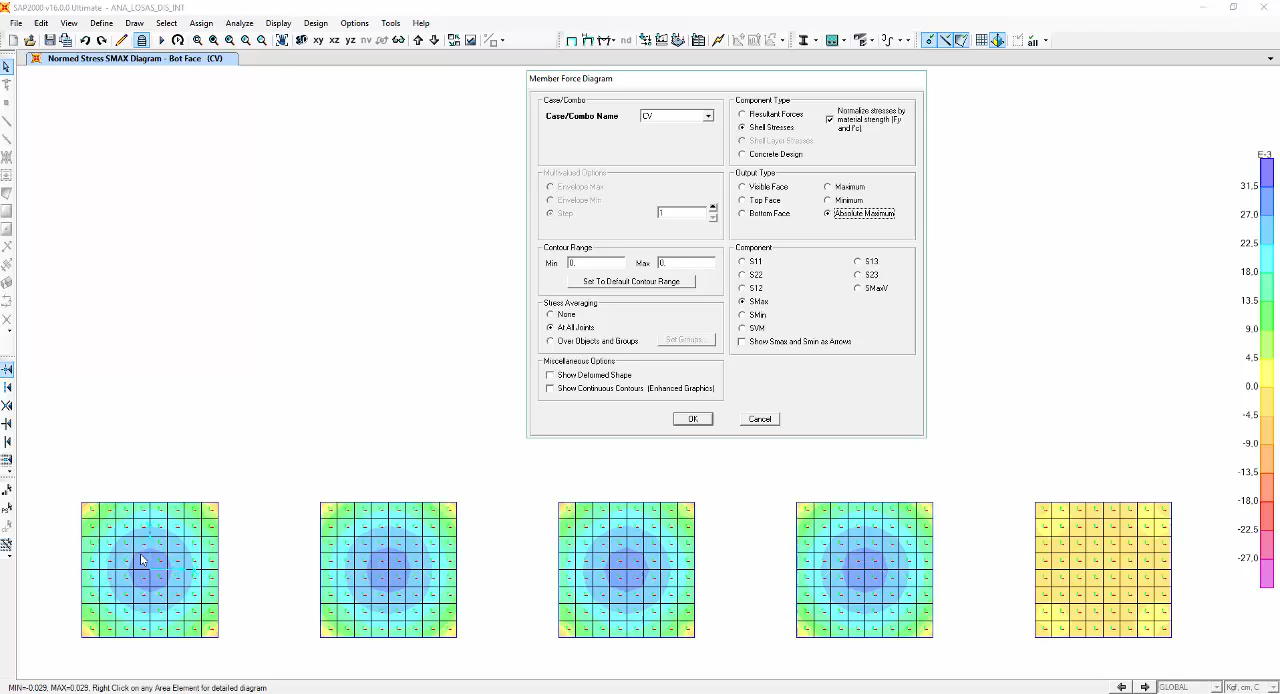 SAP2000 v16.0.0 Ultimate - ANA_LOSAS_DIS_INT
File Edit View Define Draw Select Assign Analyze Display Design Options Tools Help
xy xz yz nv
nd
all
Normed Stress SMAX Diagram - Bot Face (CV)
Member Force Diagram
Case/Combo
Case/Combo Name CV
Multivalued Options
Envelope Max
Envelope Min
Step 1
Contour Range
Min 0. Max 0.
Set To Default Contour Range
Stress Averaging
None
At All Joints
Over Objects and Groups Set Groups...
Miscellaneous Options
Show Deformed Shape
Show Continuous Contours (Enhanced Graphics)
Component Type
Resultant Forces
Shell Stresses
Shell Layer Stresses
Concrete Design
Normalize stresses by
material strength (Fy
and f'c)
Output Type
Visible Face Maximum
Top Face Minimum
Bottom Face Absolute Maximum
Component
S11 S13
S22 S23
S12 SMaxV
SMax
SMin
SVM
Show Smax and Smin as Arrows
OK Cancel
E-3
31.5
27.0
22.5
18.0
13.5
9.0
4.5
0.0
-4.5
-9.0
-13.5
-18.0
-22.5
-27.0
MIN=-0.029, MAX=0.029, Right Click on any Area Element for detailed diagram
GLOBAL Kgf, cm, C